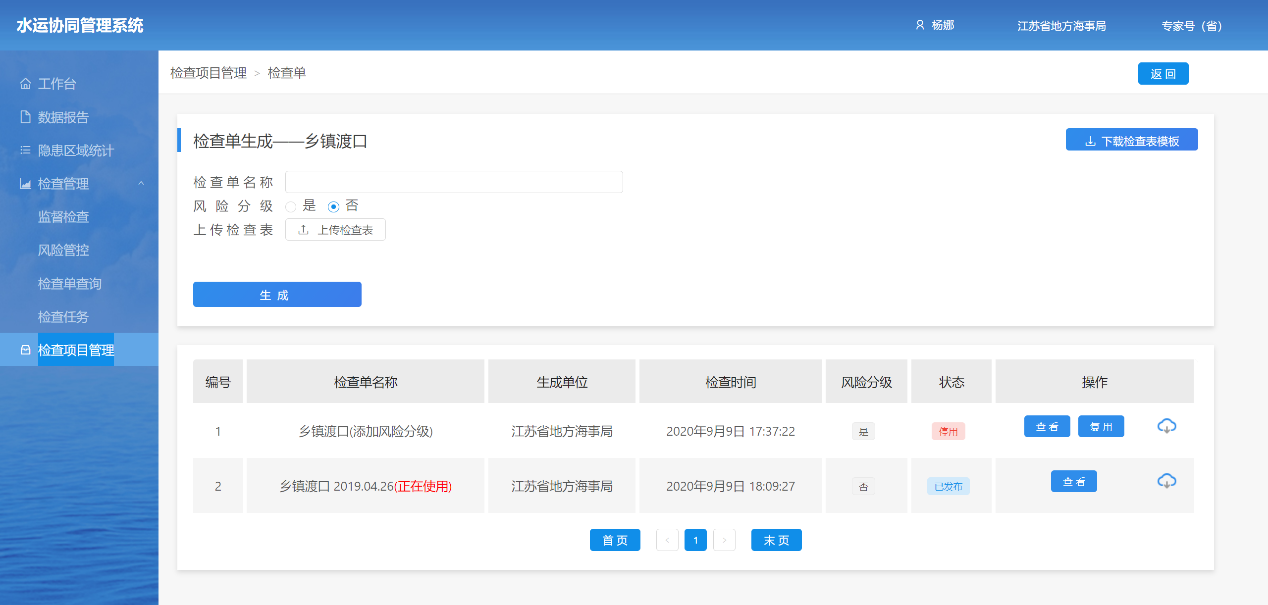 水运协同管理系统
杨娜
江苏省地方海事局
专家号（省）
工作台
数据报告
隐患区域统计
检查管理
监督检查
风险管控
检查单查询
检查任务
检查项目管理
检查项目管理 > 检查单
返 回
检查单生成——乡镇渡口
下载检查表模板
检查单名称
风险分级 是 否
上传检查表 上传检查表
生 成
编号 检查单名称 生成单位 检查时间 风险分级 状态 操作
1 乡镇渡口(添加风险分级) 江苏省地方海事局 2020年9月9日 17:37:22 是 停用 查 看 复 用
2 乡镇渡口 2019.04.26(正在使用) 江苏省地方海事局 2020年9月9日 18:09:27 否 已发布 查 看
首 页 < 1 > 末 页